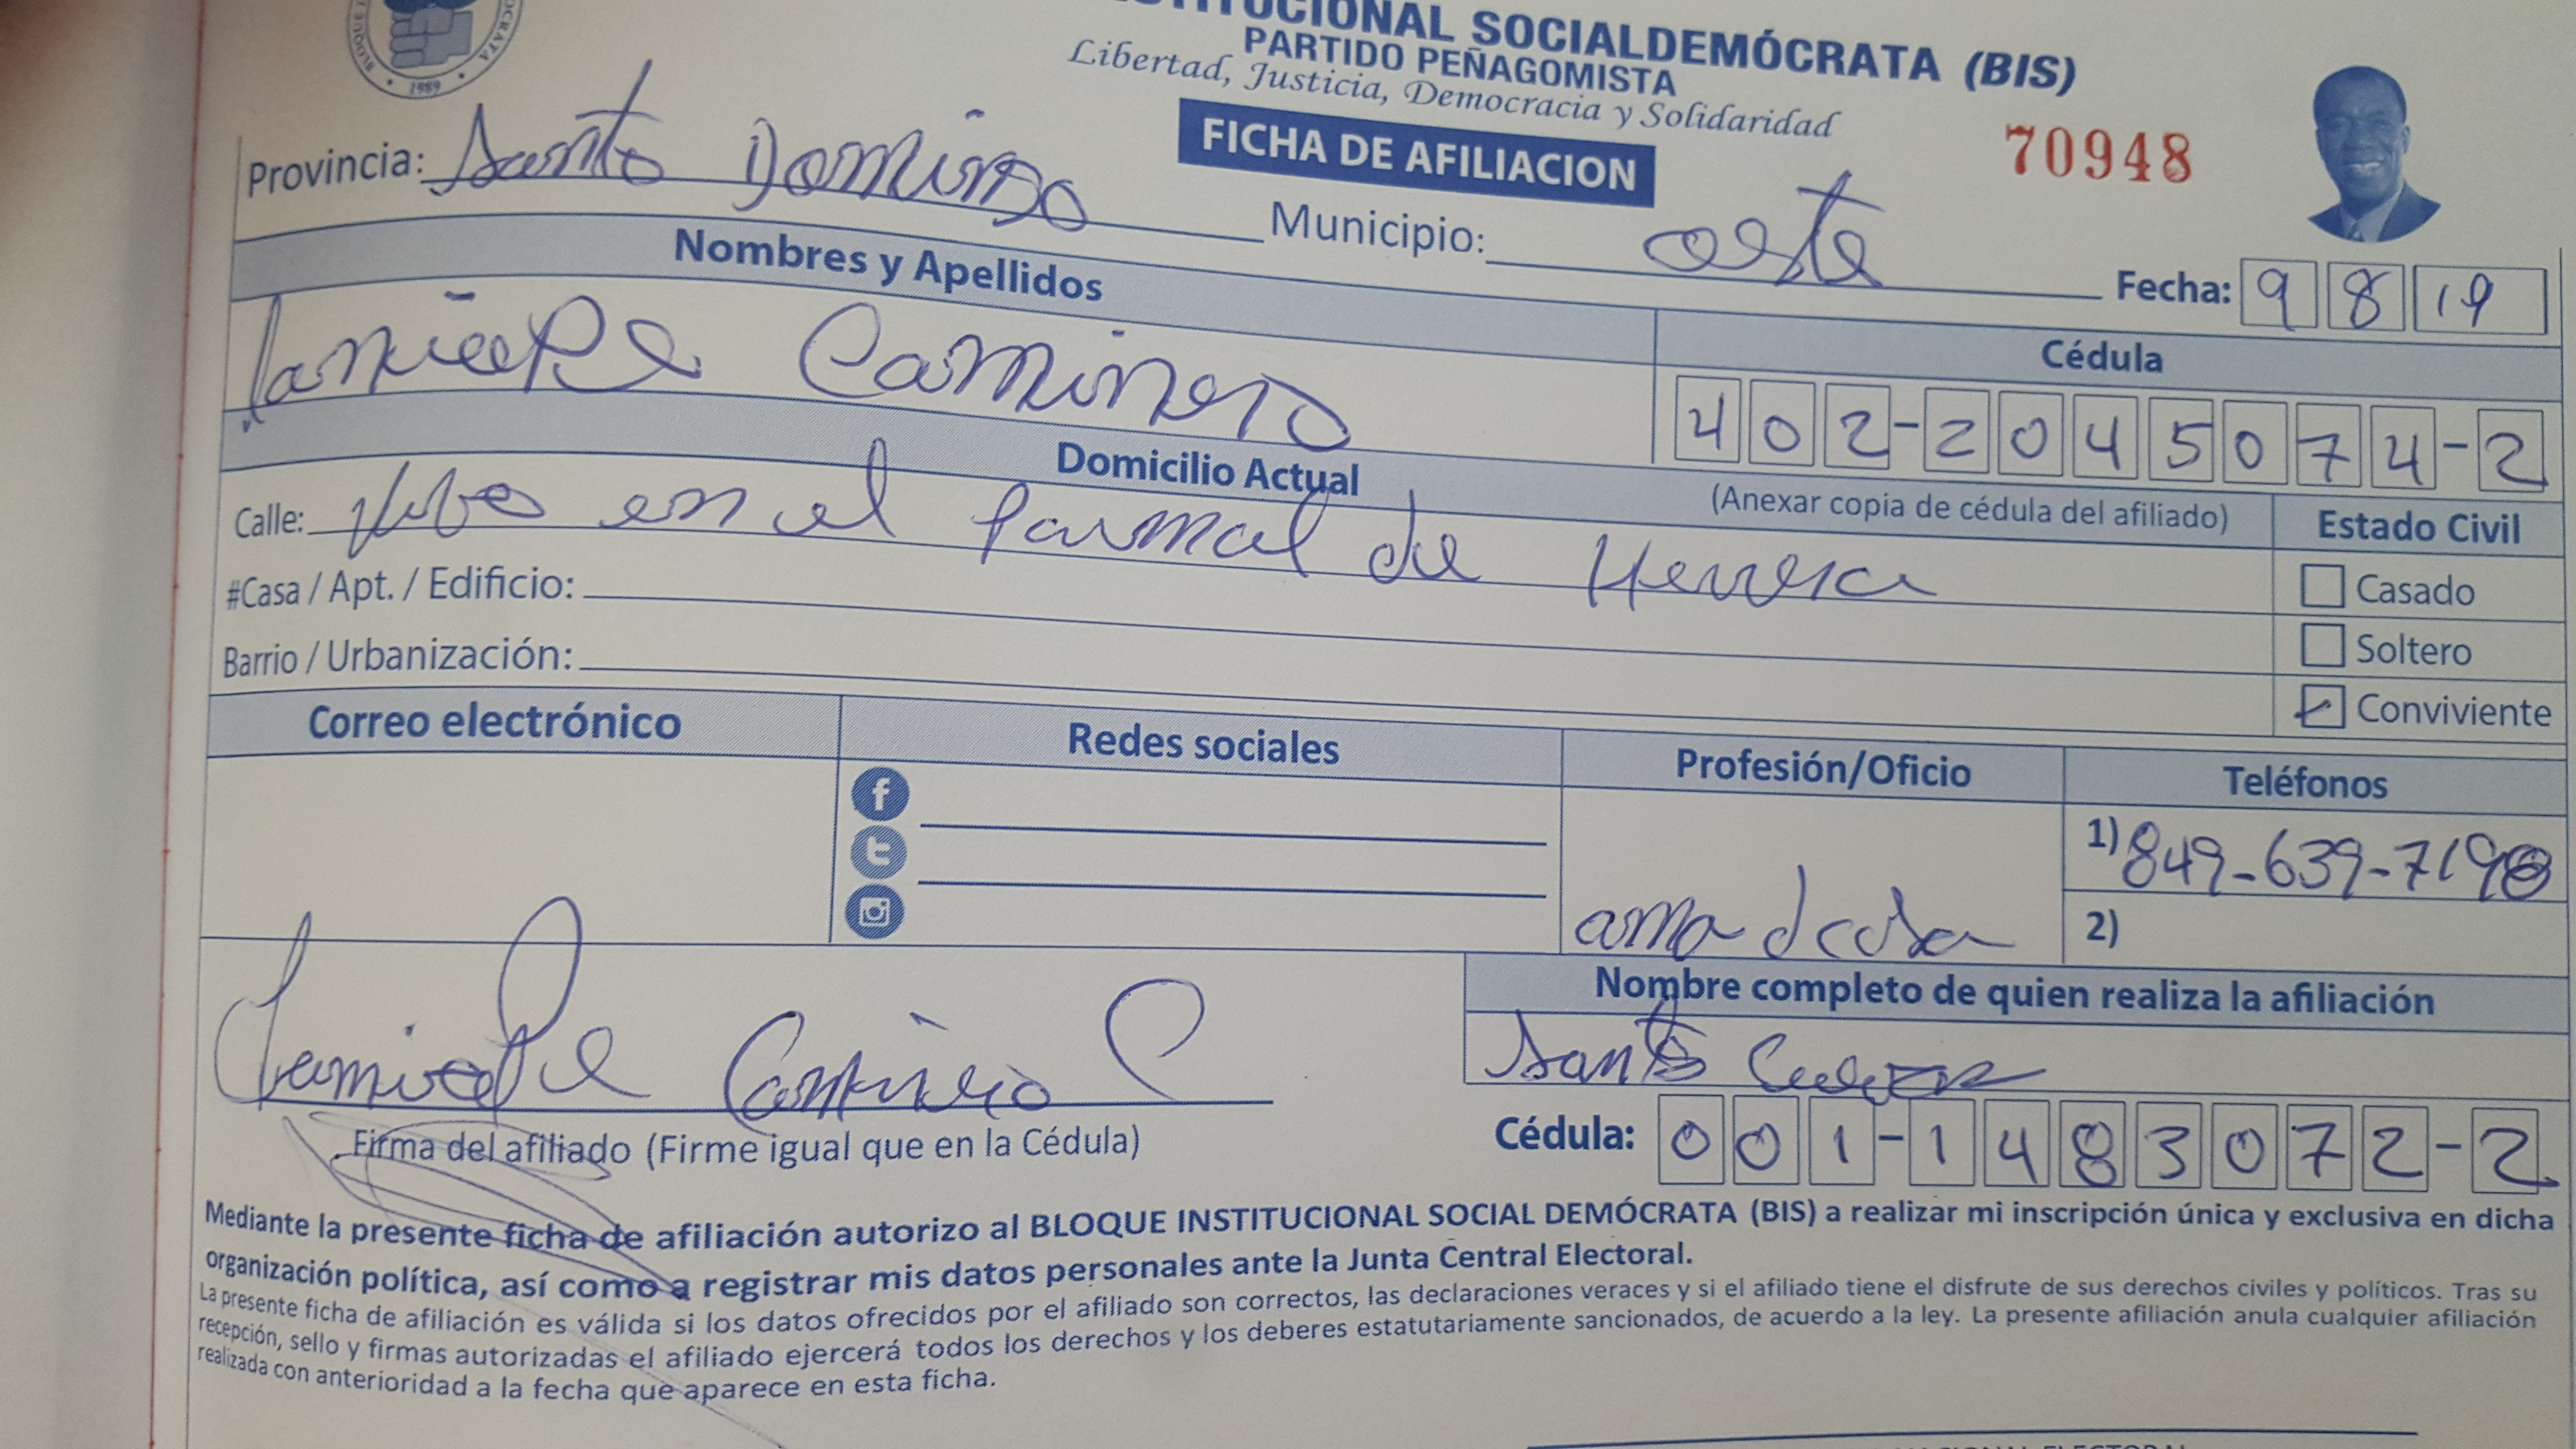 INSTITUCIONAL SOCIALDEMÓCRATA (BIS)
PARTIDO PEÑAGOMISTA
Libertad, Justicia, Democracia y Solidaridad
1989
FICHA DE AFILIACION
70948
Provincia: Santo Domingo
Municipio: oeste
Fecha: 9 8 19
Nombres y Apellidos
Caminero
Cédula
402-2045074-2
(Anexar copia de cédula del afiliado)
Domicilio Actual
Calle: en el de Herrera
#Casa / Apt. / Edificio:
Barrio / Urbanización:
Estado Civil
Casado
Soltero
Conviviente
Correo electrónico
Redes sociales
Profesión/Oficio
ama d casa
Teléfonos
1) 849-639-719
2)
Nombre completo de quien realiza la afiliación
Santo
Cédula: 001-1483072-2
Firma del afiliado (Firme igual que en la Cédula)
Mediante la presente ficha de afiliación autorizo al BLOQUE INSTITUCIONAL SOCIAL DEMÓCRATA (BIS) a realizar mi inscripción única y exclusiva en dicha
organización política, así como a registrar mis datos personales ante la Junta Central Electoral.
La presente ficha de afiliación es válida si los datos ofrecidos por el afiliado son correctos, las declaraciones veraces y si el afiliado tiene el disfrute de sus derechos civiles y políticos. Tras su
recepción, sello y firmas autorizadas el afiliado ejercerá todos los derechos y los deberes estatutariamente sancionados, de acuerdo a la ley. La presente afiliación anula cualquier afiliación
realizada con anterioridad a la fecha que aparece en esta ficha.